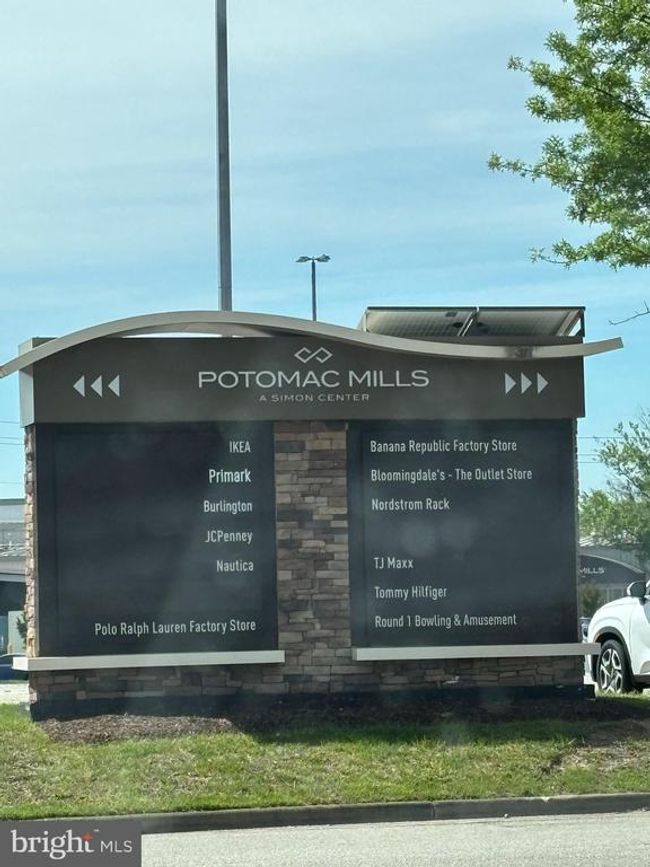 POTOMAC MILLS
A SIMON CENTER
IKEA
Primark
Burlington
JCPenney
Nautica
Polo Ralph Lauren Factory Store
Banana Republic Factory Store
Bloomingdale's - The Outlet Store
Nordstrom Rack
TJ Maxx
Tommy Hilfiger
Round 1 Bowling & Amusement
MILLS
bright MLS